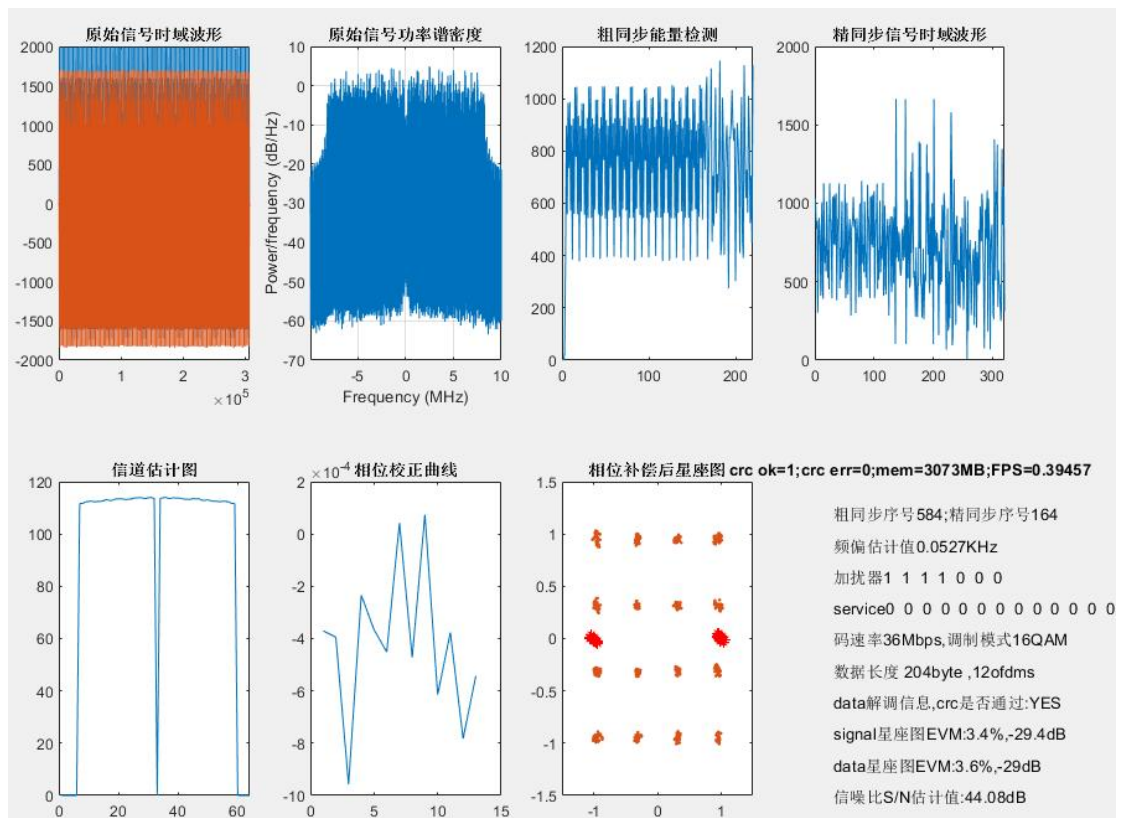 原始信号时域波形
2000
1500
1000
500
0
-500
-1000
-1500
-2000
0 1 2 3
×10^5
原始信号功率谱密度
Power/frequency (dB/Hz)
10
0
-10
-20
-30
-40
-50
-60
-70
-5 0 5 10
Frequency (MHz)
粗同步能量检测
1200
1000
800
600
400
200
0
0 100 200
精同步信号时域波形
2000
1500
1000
500
0
0 100 200 300
信道估计图
120
100
80
60
40
20
0
0 20 40 60
×10^-4 相位校正曲线
2
0
-2
-4
-6
-8
-10
0 5 10 15
相位补偿后星座图 crc ok=1;crc err=0;mem=3073MB;FPS=0.39457
1.5
1
0.5
0
-0.5
-1
-1.5
-1 0 1
粗同步序号584;精同步序号164
频偏估计值0.0527KHz
加扰器1 1 1 1 0 0 0
service0 0 0 0 0 0 0 0 0 0 0 0 0
码速率36Mbps,调制模式16QAM
数据长度 204byte ,12ofdms
data解调信息,crc是否通过:YES
signal星座图EVM:3.4%,-29.4dB
data星座图EVM:3.6%,-29dB
信噪比S/N估计值:44.08dB